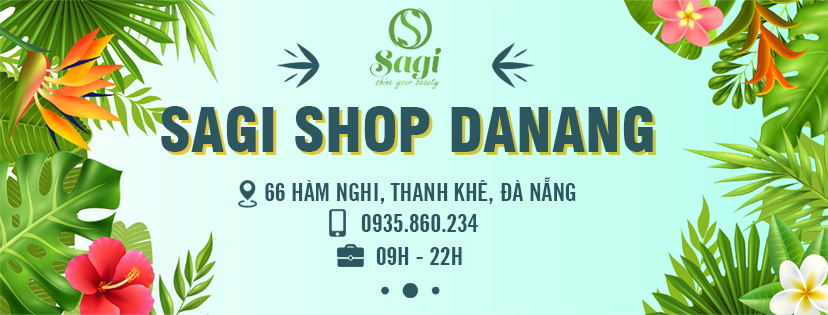 Sagi
shine your beauty
SAGI SHOP DANANG
66 HÀM NGHI, THANH KHÊ, ĐÀ NẴNG
0935.860.234
09H - 22H